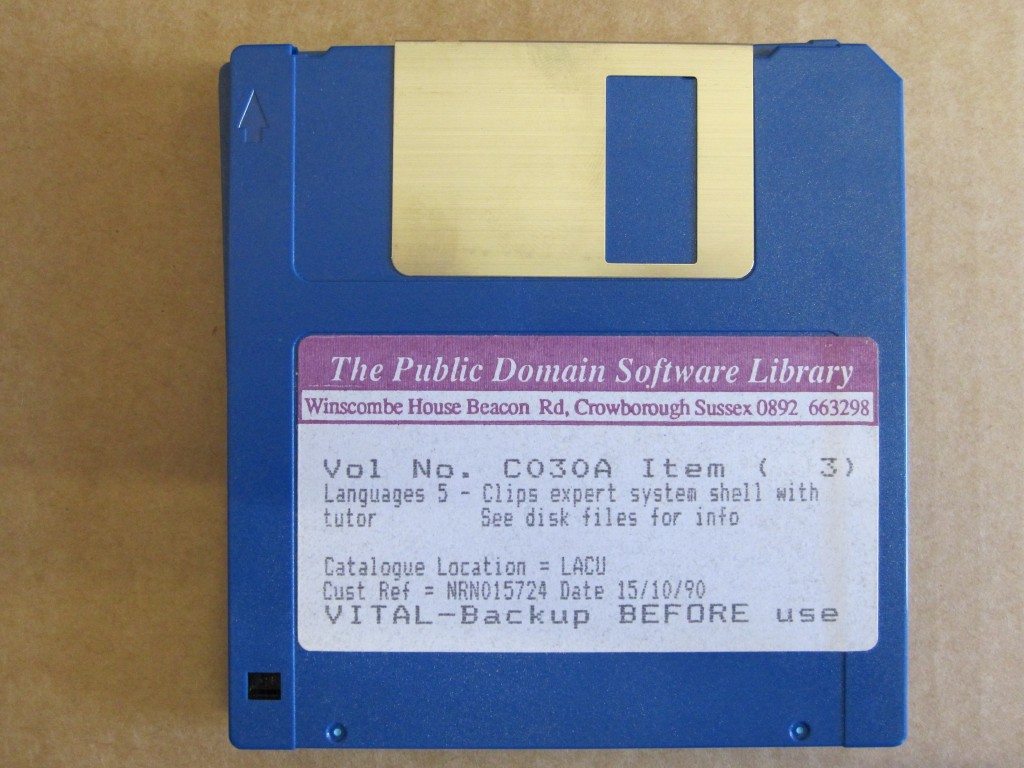 The Public Domain Software Library
Winscombe House Beacon Rd, Crowborough Sussex 0892 663298
Vol No. C030A Item ( 3)
Languages 5 - Clips expert system shell with
tutor See disk files for info
Catalogue Location = LACU
Cust Ref = NRN015724 Date 15/10/90
VITAL-Backup BEFORE use